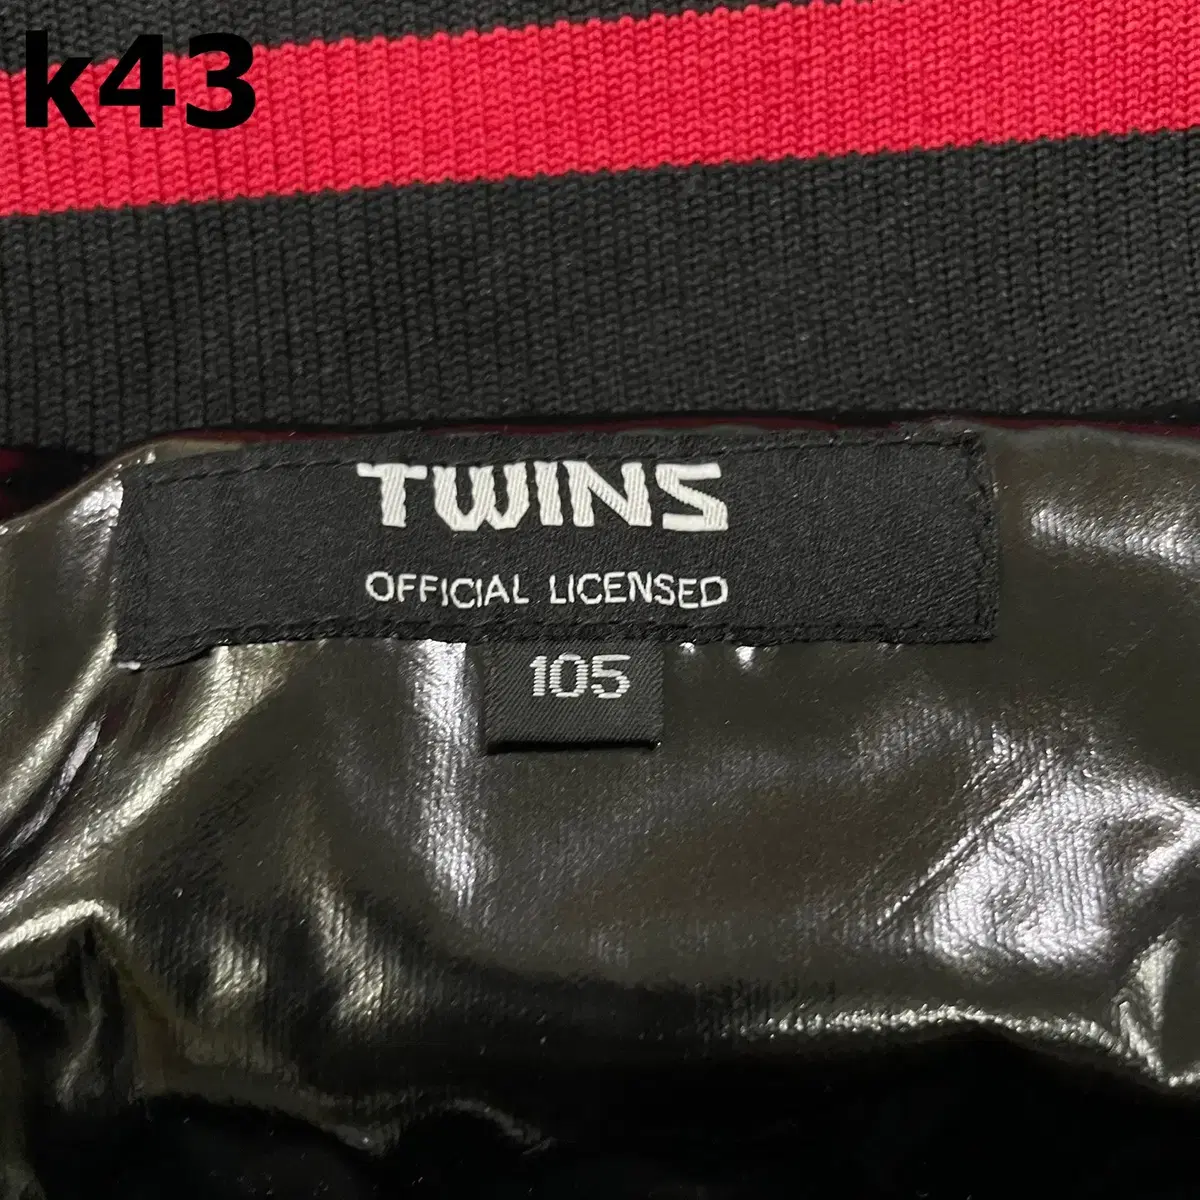 k43
TWINS
OFFICIAL LICENSED
105